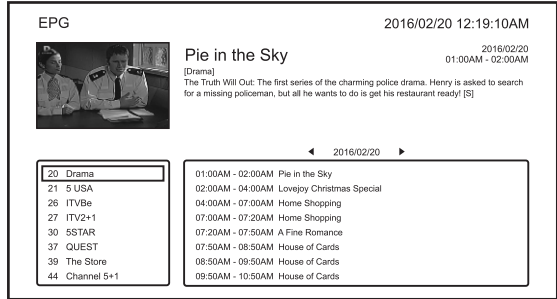 EPG
2016/02/20 12:19:10AM
Pie in the Sky
2016/02/20
01:00AM - 02:00AM
[Drama]
The Truth Will Out: The first series of the charming police drama. Henry is asked to search
for a missing policeman, but all he wants to do is get his restaurant ready! [S]
◀ 2016/02/20 ▶
20 Drama
21 5 USA
26 ITVBe
27 ITV2+1
30 5STAR
37 QUEST
39 The Store
44 Channel 5+1
01:00AM - 02:00AM Pie in the Sky
02:00AM - 04:00AM Lovejoy Christmas Special
04:00AM - 07:00AM Home Shopping
07:00AM - 07:20AM Home Shopping
07:20AM - 07:50AM A Fine Romance
07:50AM - 08:50AM House of Cards
08:50AM - 09:50AM House of Cards
09:50AM - 10:50AM House of Cards